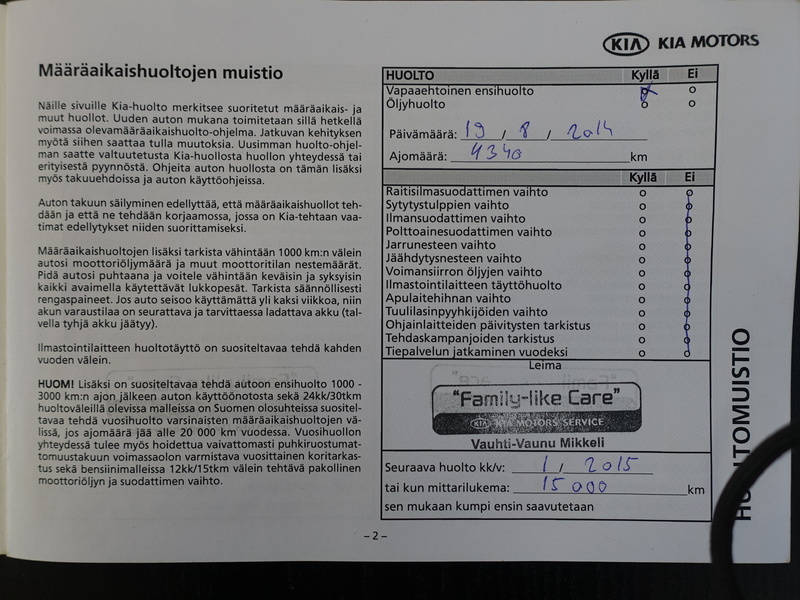 KIA KIA MOTORS
Määräaikaishuoltojen muistio
Näille sivuille Kia-huolto merkitsee suoritetut määräaikais- ja
muut huollot. Uuden auton mukana toimitetaan sillä hetkellä
voimassa olevamääräaikaishuolto-ohjelma. Jatkuvan kehityksen
myötä siihen saattaa tulla muutoksia. Uusimman huolto-ohjel-
man saatte valtuutetusta Kia-huollosta huollon yhteydessä tai
erityisestä pyynnöstä. Ohjeita auton huollosta on tämän lisäksi
myös takuuehdoissa ja auton käyttöohjeissa.
Auton takuun säilyminen edellyttää, että määräaikaishuollot teh-
dään ja että ne tehdään korjaamossa, jossa on Kia-tehtaan vaa-
timat edellytykset niiden suorittamiseksi.
Määräaikaishuoltojen lisäksi tarkista vähintään 1000 km:n välein
autosi moottoriöljymäärä ja muut moottoritilan nestemäärät.
Pidä autosi puhtaana ja voitele vähintään keväisin ja syksyisin
kaikki avaimella käytettävät lukkopesät. Tarkista säännöllisesti
rengaspaineet. Jos auto seisoo käyttämättä yli kaksi viikkoa, niin
akun varaustilaa on seurattava ja tarvittaessa ladattava akku (tal-
vella tyhjä akku jäätyy).
Ilmastointilaitteen huoltotäyttö on suositeltavaa tehdä kahden
vuoden välein.
HUOM! Lisäksi on suositeltavaa tehdä autoon ensihuolto 1000 -
3000 km:n ajon jälkeen auton käyttöönotosta sekä 24kk/30tkm
huoltoväleillä olevissa malleissa on Suomen olosuhteissa suositel-
tavaa tehdä vuosihuolto varsinaisten määräaikaishuoltojen vä-
lissä, jos ajomäärä jää alle 20 000 km vuodessa. Vuosihuollon
yhteydessä tulee myös hoidettua vaivattomasti puhkiruostumat-
tomuustakuun voimassaolon varmistava vuosittainen koritarkas-
tus sekä bensiinimalleissa 12kk/15tkm välein tehtävä pakollinen
moottoriöljyn ja suodattimen vaihto.
HUOLTO Kyllä Ei
Vapaaehtoinen ensihuolto
Öljyhuolto
Päivämäärä: 19 / 8 / 2014
Ajomäärä: 9340 km
Kyllä Ei
Raitisilmasuodattimen vaihto
Sytytystulppien vaihto
Ilmansuodattimen vaihto
Polttoainesuodattimen vaihto
Jarrunesteen vaihto
Jäähdytysnesteen vaihto
Voimansiirron öljyjen vaihto
Ilmastointilaitteen täyttöhuolto
Apulaitehihnan vaihto
Tuulilasinpyyhkijöiden vaihto
Ohjainlaitteiden päivitysten tarkistus
Tehdaskampanjoiden tarkistus
Tiepalvelun jatkaminen vuodeksi
Leima
"Family-like Care"
KIA MOTORS SERVICE
Vauhti-Vaunu Mikkeli
Seuraava huolto kk/v: 1 / 2015
tai kun mittarilukema: 15000 km
sen mukaan kumpi ensin saavutetaan
– 2 –